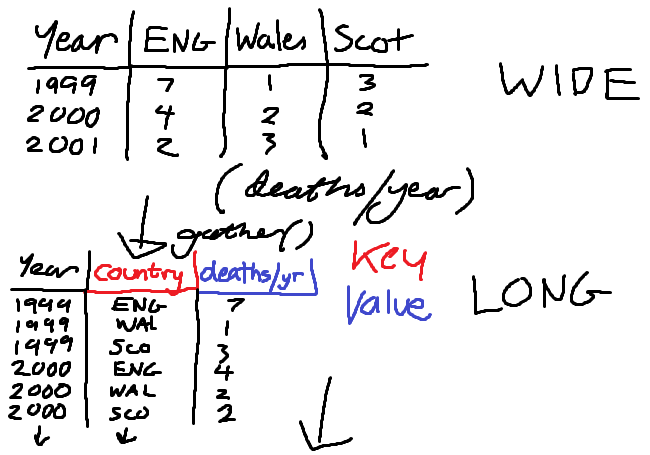 Year ENG Wales Scot
1999 7 1 3
WIDE
2000 4 2 2
2001 2 3 1
(deaths/year)
gather()
Year country deaths/yr
Key
Value
LONG
1999 ENG 7
1999 WAL 1
1999 SCO 3
2000 ENG 4
2000 WAL 2
2000 SCO 2